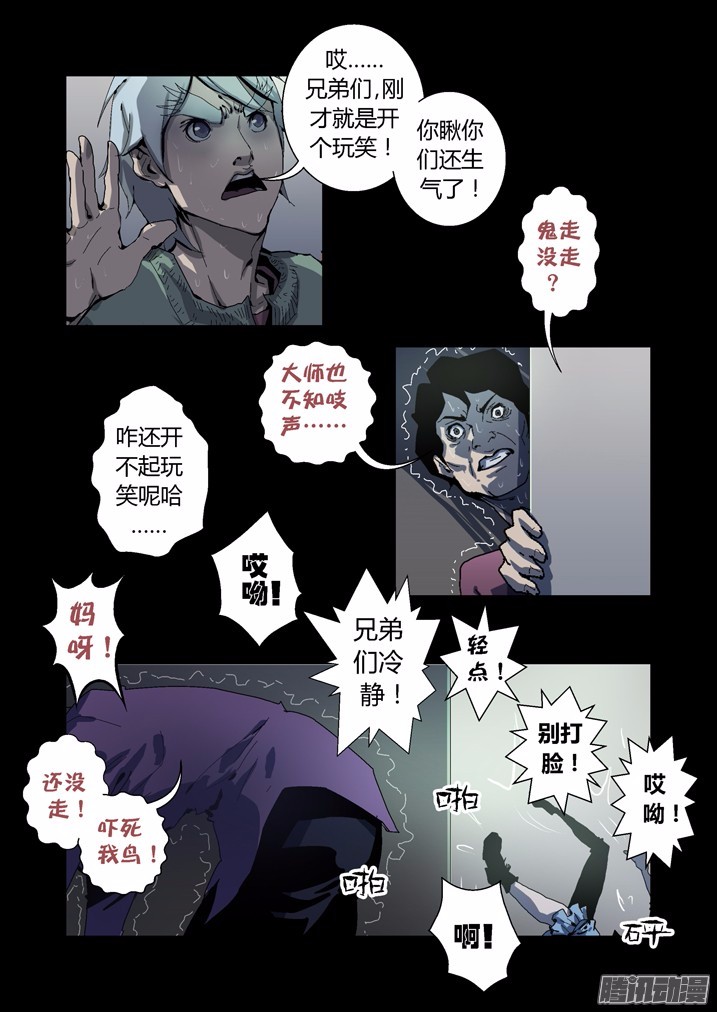 哎……
兄弟们,刚
才就是开
个玩笑！
你瞅你
们还生
气了！
鬼走走
没走
？
大师也
不知吱
声……
咋还开
不起玩
笑呢哈
……
哎
呦！
妈
呀！
兄弟
们冷
静！
轻
点！
别打
脸！
哎
呦！
还没
走！
吓死
我鸟！
啪
啪
啊！
砰
腾讯动漫